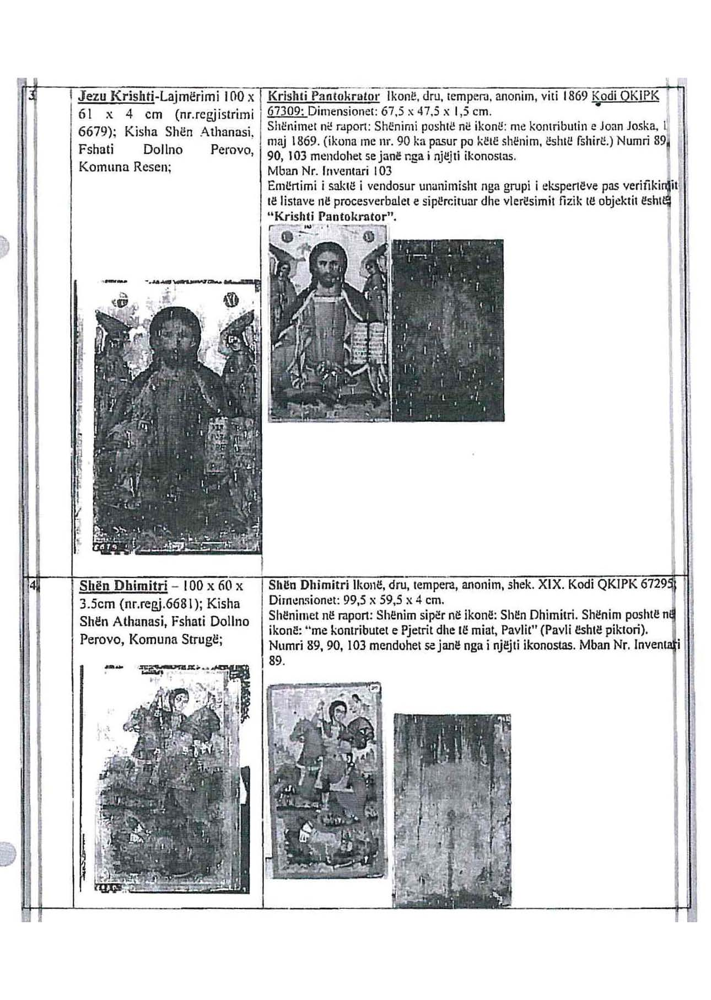 3
Jezu Krishti-Lajmërimi 100 x
61 x 4 cm (nr.regjistrimi
6679); Kisha Shën Athanasi,
Fshati Dollno Perovo,
Komuna Resen;
Krishti Pantokrator Ikonë, dru, tempera, anonim, viti 1869 Kodi QKIPK
67309: Dimensionet: 67,5 x 47,5 x 1,5 cm.
Shënimet në raport: Shënimi poshtë në ikonë: me kontributin e Joan Joska, 1
maj 1869. (ikona me nr. 90 ka pasur po këtë shënim, është fshirë.) Numri 89,
90, 103 mendohet se janë nga i njëjti ikonostas.
Mban Nr. Inventari 103
Emërtimi i saktë i vendosur unanimisht nga grupi i ekspertëve pas verifikimit
të listave në procesverbalet e sipërcituar dhe vlerësimit fizik të objektit është
“Krishti Pantokrator”.
6679
4
Shën Dhimitri – 100 x 60 x
3.5cm (nr.regj.6681); Kisha
Shën Athanasi, Fshati Dollno
Perovo, Komuna Strugë;
Shën Dhimitri Ikonë, dru, tempera, anonim, shek. XIX. Kodi QKIPK 67295;
Dimensionet: 99,5 x 59,5 x 4 cm.
Shënimet në raport: Shënim sipër në ikonë: Shën Dhimitri. Shënim poshtë në
ikonë: “me kontributet e Pjetrit dhe të miat, Pavlit” (Pavli është piktori).
Numri 89, 90, 103 mendohet se janë nga i njëjti ikonostas. Mban Nr. Inventari
89.